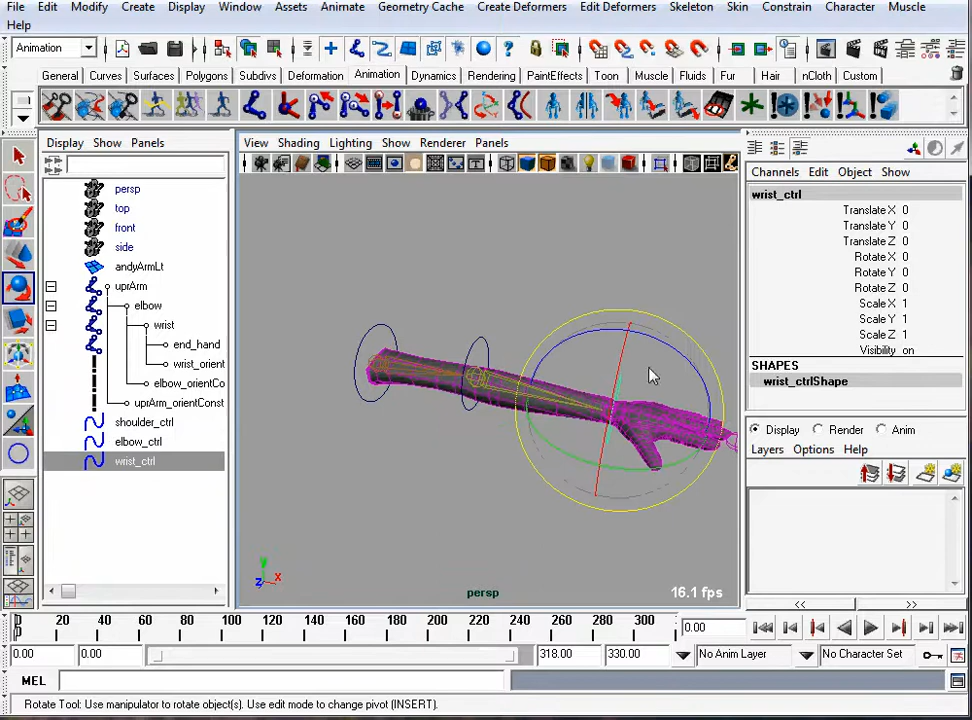 File Edit Modify Create Display Window Assets Animate Geometry Cache Create Deformers Edit Deformers Skeleton Skin Constrain Character Muscle
Help
Animation
General Curves Surfaces Polygons Subdivs Deformation Animation Dynamics Rendering PaintEffects Toon Muscle Fluids Fur Hair nCloth Custom
Display Show Panels
View Shading Lighting Show Renderer Panels
Channels Edit Object Show
persp
top
front
side
andyArmLt
uprArm
elbow
wrist
end_hand
wrist_orient
elbow_orientCo
uprArm_orientConst
shoulder_ctrl
elbow_ctrl
wrist_ctrl
y
z x
persp
16.1 fps
wrist_ctrl
Translate X 0
Translate Y 0
Translate Z 0
Rotate X 0
Rotate Y 0
Rotate Z 0
Scale X 1
Scale Y 1
Scale Z 1
Visibility on
SHAPES
wrist_ctrlShape
Display Render Anim
Layers Options Help
<< >>
20 40 60 80 100 120 140 160 180 200 220 240 260 280 300
0.00
0.00 0.00 318.00 330.00 No Anim Layer No Character Set
MEL
Rotate Tool: Use manipulator to rotate object(s). Use edit mode to change pivot (INSERT).